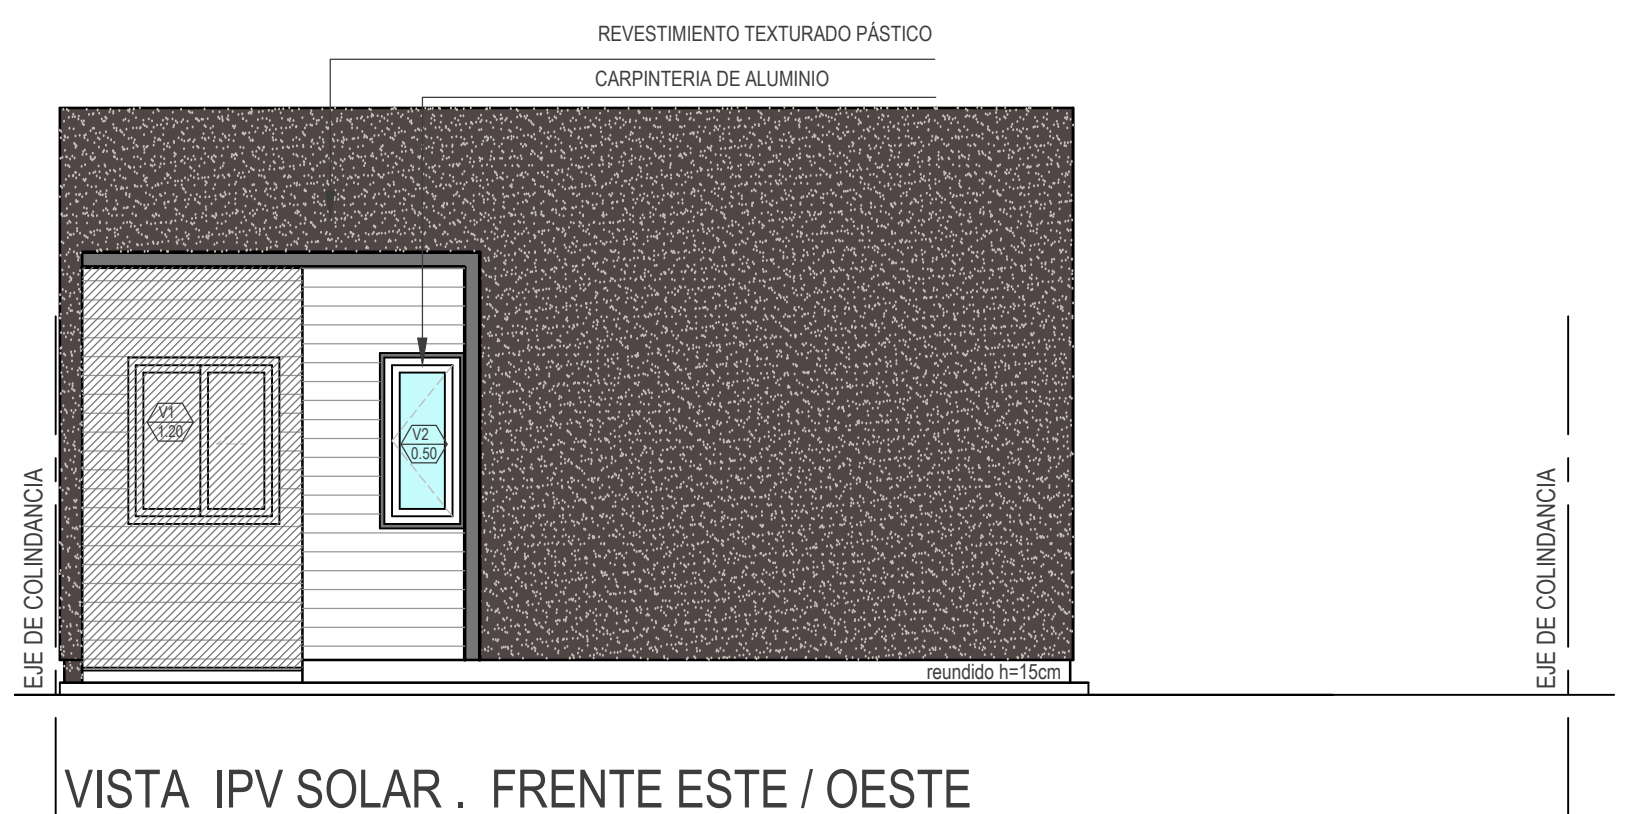 REVESTIMIENTO TEXTURADO PÁSTICO
CARPINTERIA DE ALUMINIO
V1
1.20
V2
0.50
EJE DE COLINDANCIA
EJE DE COLINDANCIA
reundido h=15cm
VISTA IPV SOLAR . FRENTE ESTE / OESTE